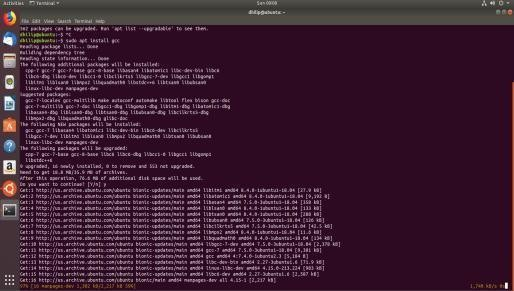 Activities Terminal Sun 09:08
dhilip@ubuntu: ~
File Edit View Search Terminal Help
302 packages can be upgraded. Run 'apt list --upgradable' to see them.
dhilip@ubuntu:~$ ^C
dhilip@ubuntu:~$ sudo apt install gcc
Reading package lists... Done
Building dependency tree
Reading state information... Done
The following additional packages will be installed:
cpp-7 gcc-7 gcc-7-base gcc-8-base libasan4 libatomic1 libc-dev-bin libc6
libc6-dbg libc6-dev libcc1-0 libcilkrts5 libgcc-7-dev libgomp1
libitm1 liblsan0 libmpx2 libquadmath0 libstdc++6 libtsan0 libubsan0
linux-libc-dev manpages-dev
Suggested packages:
gcc-7-locales gcc-multilib make autoconf automake libtool flex bison gcc-doc
gcc-7-multilib gcc-7-doc libgcc1-dbg libgomp1-dbg libitm1-dbg libatomic1-dbg
libasan4-dbg liblsan0-dbg libtsan0-dbg libubsan0-dbg libcilkrts5-dbg
libmpx2-dbg libquadmath0-dbg glibc-doc
The following NEW packages will be installed:
gcc gcc-7 libasan4 libatomic1 libc-dev-bin libc6-dev libcilkrts5
libgcc-7-dev libitm1 liblsan0 libmpx2 libquadmath0 libtsan0 libubsan0
linux-libc-dev manpages-dev
The following packages will be upgraded:
cpp-7 gcc-7-base gcc-8-base libc6 libc6-dbg libcc1-0 libgcc1 libgomp1
libstdc++6
9 upgraded, 16 newly installed, 0 to remove and 353 not upgraded.
Need to get 18.8 MB/35.9 MB of archives.
After this operation, 76.6 MB of additional disk space will be used.
Do you want to continue? [Y/n] y
Get:1 http://us.archive.ubuntu.com/ubuntu bionic-updates/main amd64 libitm1 amd64 8.4.0-1ubuntu1~18.04 [27.9 kB]
Get:2 http://us.archive.ubuntu.com/ubuntu bionic-updates/main amd64 libatomic1 amd64 8.4.0-1ubuntu1~18.04 [9,192 B]
Get:3 http://us.archive.ubuntu.com/ubuntu bionic-updates/main amd64 libasan4 amd64 7.5.0-3ubuntu1~18.04 [358 kB]
Get:4 http://us.archive.ubuntu.com/ubuntu bionic-updates/main amd64 liblsan0 amd64 8.4.0-1ubuntu1~18.04 [133 kB]
Get:5 http://us.archive.ubuntu.com/ubuntu bionic-updates/main amd64 libtsan0 amd64 8.4.0-1ubuntu1~18.04 [288 kB]
Get:6 http://us.archive.ubuntu.com/ubuntu bionic-updates/main amd64 libubsan0 amd64 7.5.0-3ubuntu1~18.04 [126 kB]
Get:7 http://us.archive.ubuntu.com/ubuntu bionic-updates/main amd64 libcilkrts5 amd64 7.5.0-3ubuntu1~18.04 [42.5 kB]
Get:8 http://us.archive.ubuntu.com/ubuntu bionic-updates/main amd64 libmpx2 amd64 8.4.0-1ubuntu1~18.04 [11.6 kB]
Get:9 http://us.archive.ubuntu.com/ubuntu bionic-updates/main amd64 libquadmath0 amd64 8.4.0-1ubuntu1~18.04 [134 kB]
Get:10 http://us.archive.ubuntu.com/ubuntu bionic-updates/main amd64 libgcc-7-dev amd64 7.5.0-3ubuntu1~18.04 [2,378 kB]
Get:11 http://us.archive.ubuntu.com/ubuntu bionic-updates/main amd64 gcc-7 amd64 7.5.0-3ubuntu1~18.04 [9,381 kB]
Get:12 http://us.archive.ubuntu.com/ubuntu bionic-updates/main amd64 gcc amd64 4:7.4.0-1ubuntu2.3 [5,184 B]
Get:13 http://us.archive.ubuntu.com/ubuntu bionic-updates/main amd64 libc-dev-bin amd64 2.27-3ubuntu1.6 [71.9 kB]
Get:14 http://us.archive.ubuntu.com/ubuntu bionic-updates/main amd64 linux-libc-dev amd64 4.15.0-213.224 [983 kB]
Get:15 http://us.archive.ubuntu.com/ubuntu bionic-updates/main amd64 libc6-dev amd64 2.27-3ubuntu1.6 [2,587 kB]
Get:16 http://us.archive.ubuntu.com/ubuntu bionic/main amd64 manpages-dev all 4.15-1 [2,217 kB]
97% [16 manpages-dev 1,302 kB/2,217 kB 59%] 1,740 kB/s 0s